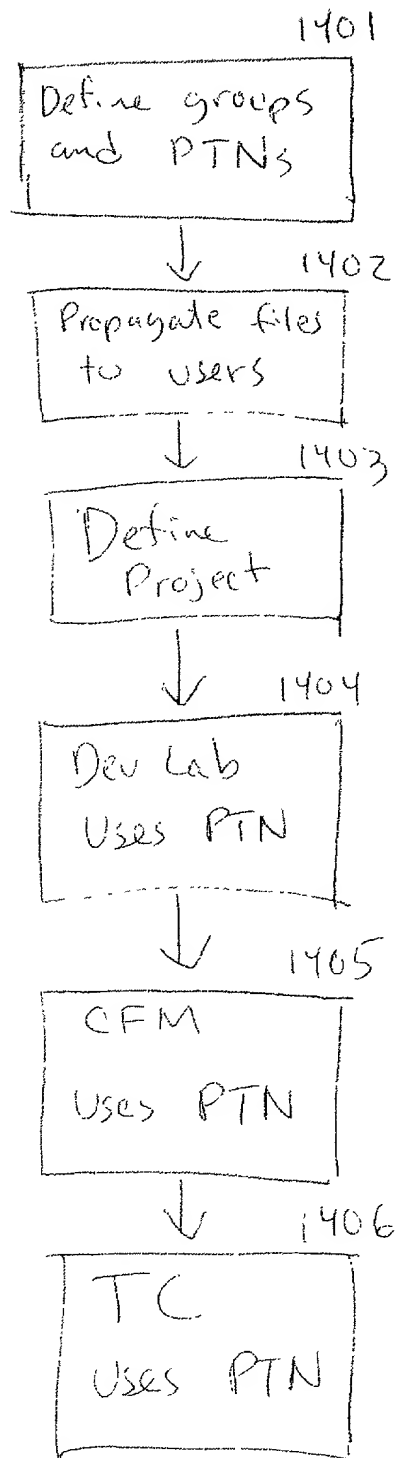 1401
Define groups
and PTNs
1402
Propagate files
to users
1403
Define
Project
1404
Dev Lab
Uses PTN
1405
CFM
Uses PTN
1406
TC
Uses PTN